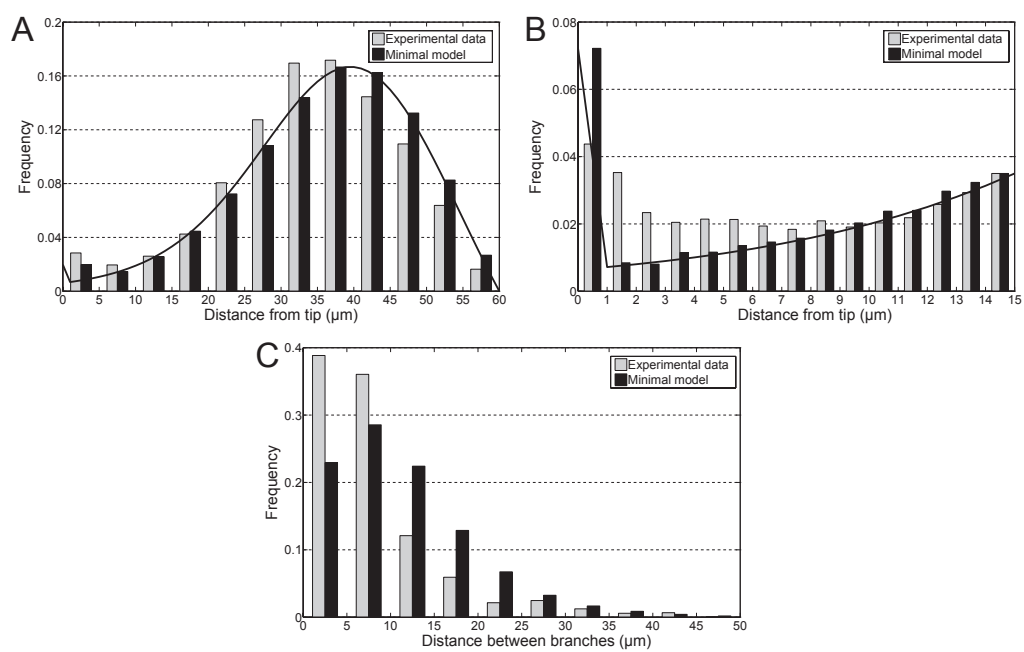 A
0.2
0.16
0.12
0.08
0.04
0
Frequency
Experimental data
Minimal model
0 5 10 15 20 25 30 35 40 45 50 55 60
Distance from tip (µm)
B
0.08
0.06
0.04
0.02
0
Frequency
Experimental data
Minimal model
0 1 2 3 4 5 6 7 8 9 10 11 12 13 14 15
Distance from tip (µm)
C
0.4
0.3
0.2
0.1
0
Frequency
Experimental data
Minimal model
0 5 10 15 20 25 30 35 40 45 50
Distance between branches (µm)